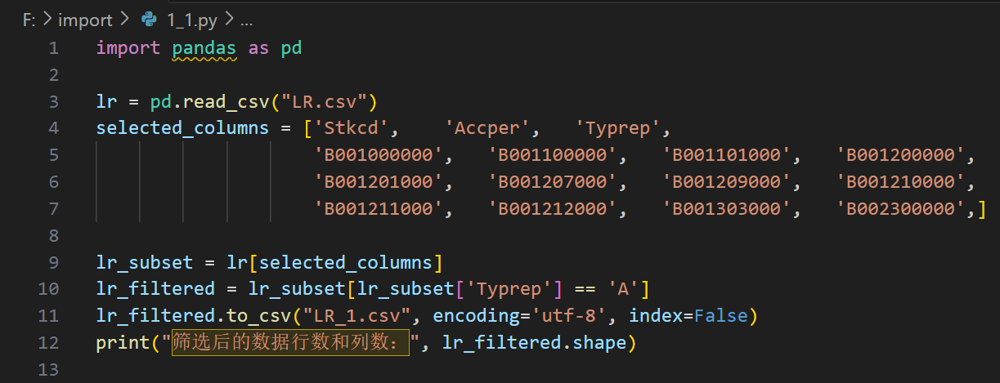 F: > import > 1_1.py > ...
1 import pandas as pd
2
3 lr = pd.read_csv("LR.csv")
4 selected_columns = ['Stkcd',    'Accper',   'Typrep',
5                     'B001000000',   'B001100000',   'B001101000',   'B001200000',
6                     'B001201000',   'B001207000',   'B001209000',   'B001210000',
7                     'B001211000',   'B001212000',   'B001303000',   'B002300000',]
8
9 lr_subset = lr[selected_columns]
10 lr_filtered = lr_subset[lr_subset['Typrep'] == 'A']
11 lr_filtered.to_csv("LR_1.csv", encoding='utf-8', index=False)
12 print("筛选后的数据行数和列数：", lr_filtered.shape)
13